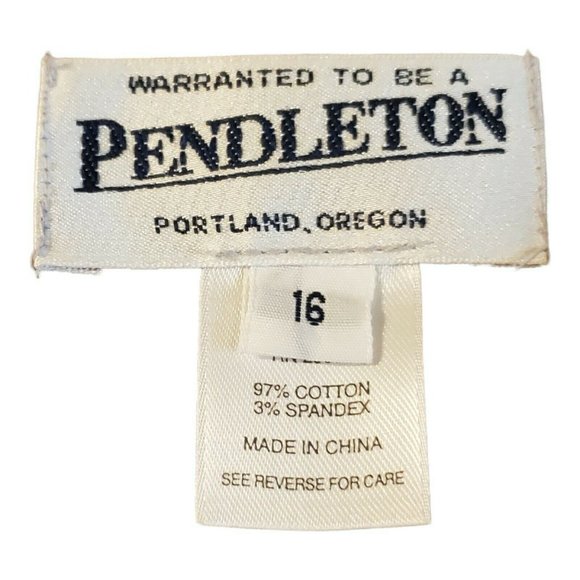 WARRANTED TO BE A
PENDLETON
PORTLAND, OREGON
16
97% COTTON
3% SPANDEX
MADE IN CHINA
SEE REVERSE FOR CARE